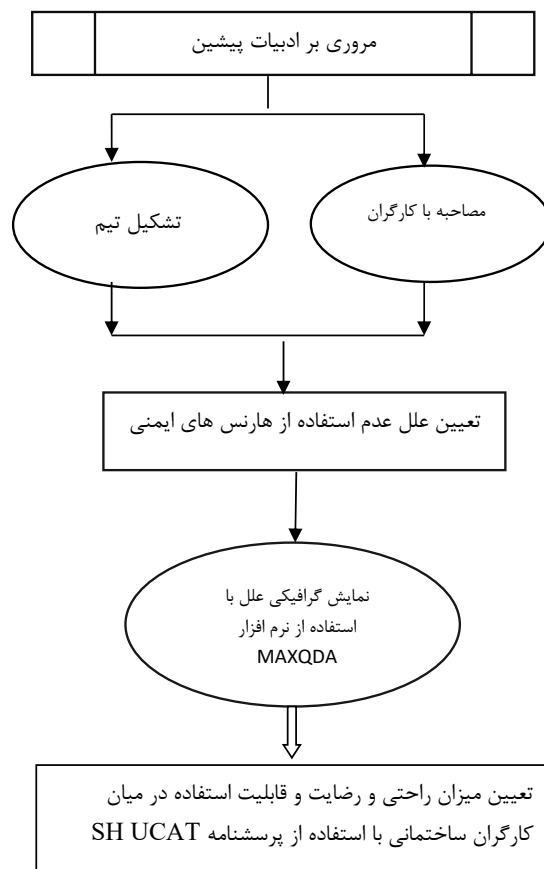 مروری بر ادبیات پیشین
مصاحبه با کارگران
تشکیل تیم
تعیین علل عدم استفاده از هارنس های ایمنی
نمایش گرافیکی علل با
استفاده از نرم افزار
MAXQDA
تعیین میزان راحتی و رضایت و قابلیت استفاده در میان
کارگران ساختمانی با استفاده از پرسشنامه SH UCAT